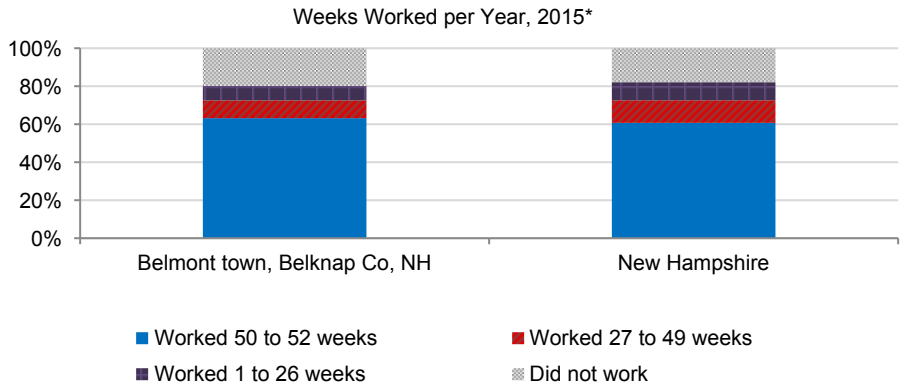 Weeks Worked per Year, 2015*
100%
80%
60%
40%
20%
0%
Belmont town, Belknap Co, NH New Hampshire
Worked 50 to 52 weeks Worked 27 to 49 weeks
Worked 1 to 26 weeks Did not work